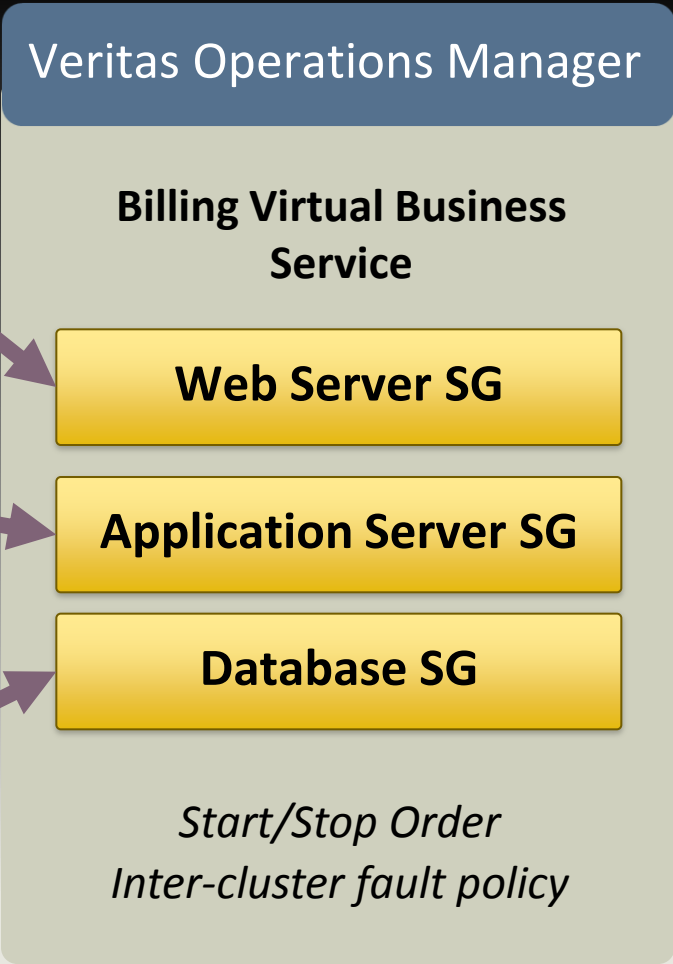 Veritas Operations Manager
Billing Virtual Business
Service
Web Server SG
Application Server SG
Database SG
Start/Stop Order
Inter-cluster fault policy